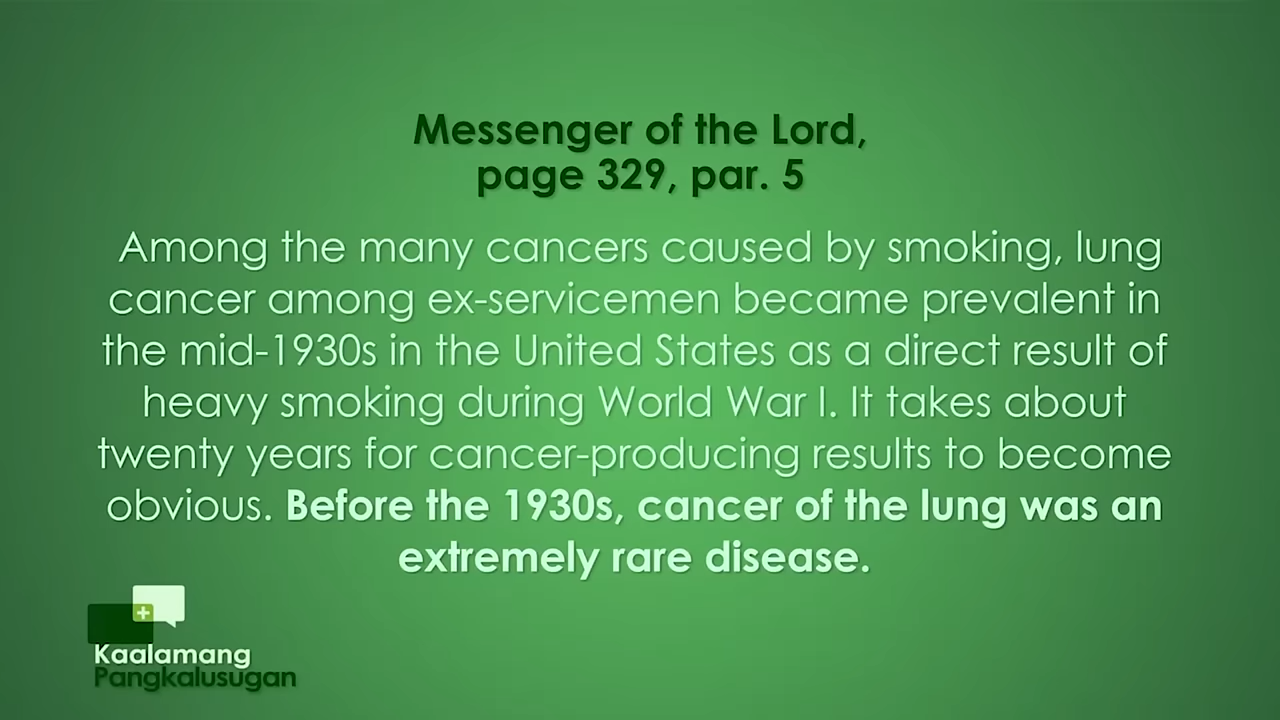 Messenger of the Lord,
page 329, par. 5
Among the many cancers caused by smoking, lung
cancer among ex-servicemen became prevalent in
the mid-1930s in the United States as a direct result of
heavy smoking during World War I. It takes about
twenty years for cancer-producing results to become
obvious. Before the 1930s, cancer of the lung was an
extremely rare disease.
Kaalamang
Pangkalusugan